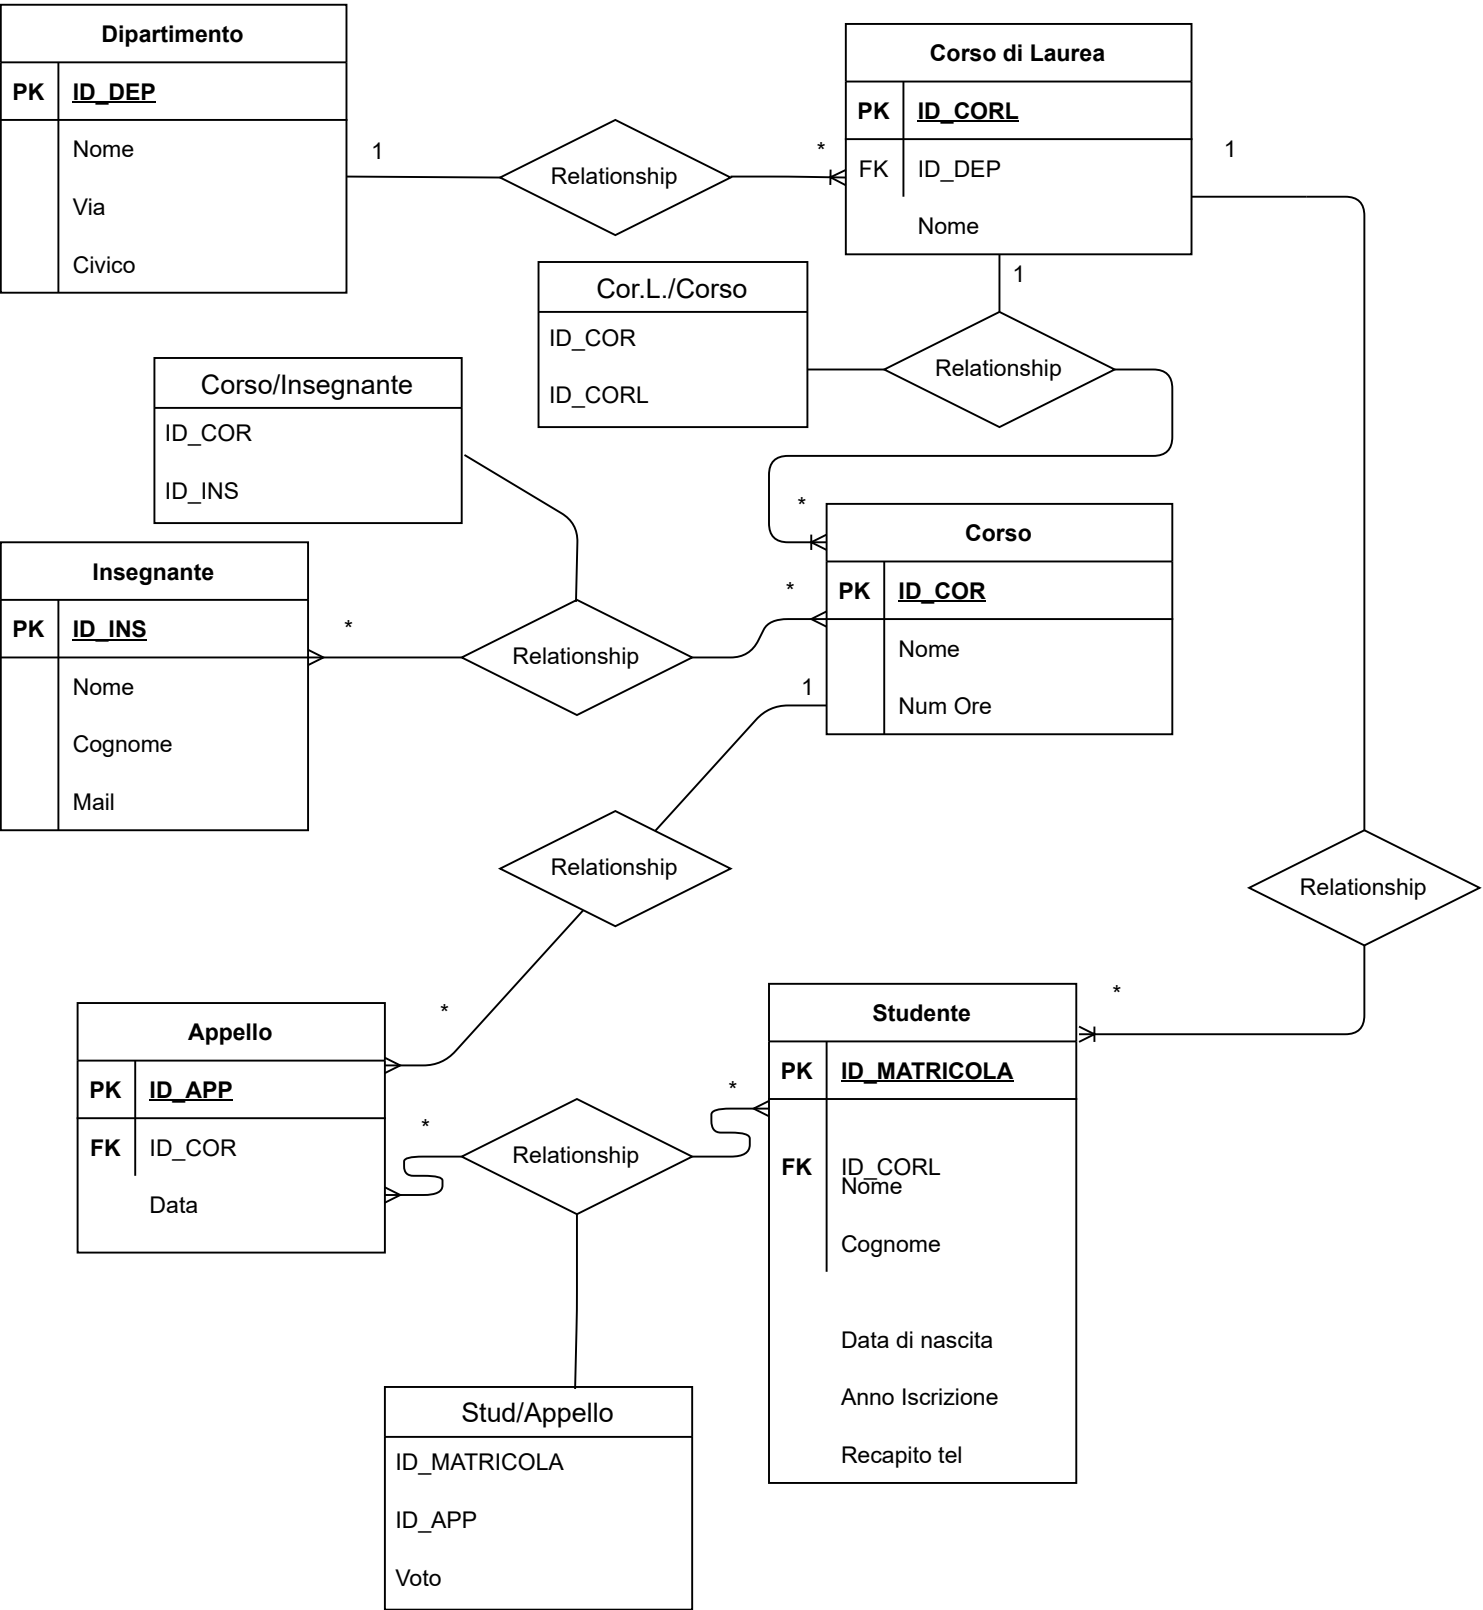 Dipartimento
PK ID_DEP
Nome
Via
Civico
1
Relationship
*
Corso di Laurea
PK ID_CORL
FK ID_DEP
Nome
1
1
Cor.L./Corso
ID_COR
ID_CORL
Relationship
Corso/Insegnante
ID_COR
ID_INS
*
Corso
PK ID_COR
Nome
Num Ore
Insegnante
PK ID_INS
Nome
Cognome
Mail
*
Relationship
*
1
Relationship
*
Relationship
*
Appello
PK ID_APP
FK ID_COR
Data
*
Relationship
*
Studente
PK ID_MATRICOLA
FK ID_CORL
Nome
Cognome
Data di nascita
Anno Iscrizione
Recapito tel
Stud/Appello
ID_MATRICOLA
ID_APP
Voto